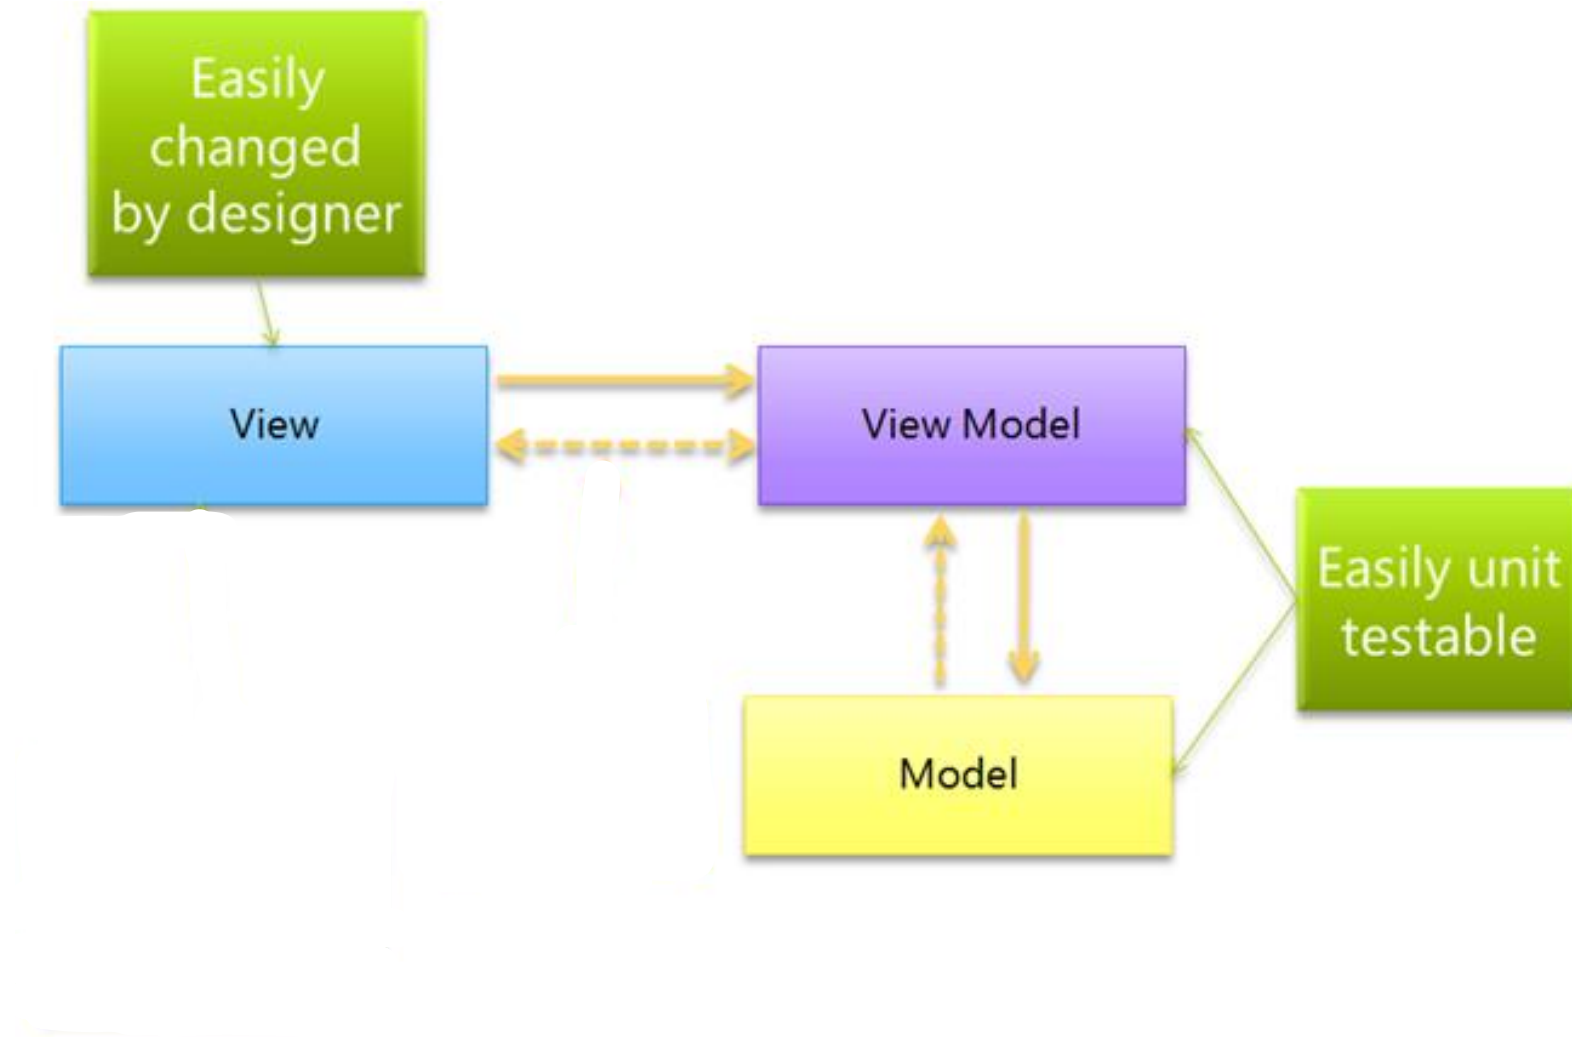 Easily
changed
by designer
View
View Model
Easily unit
testable
Model